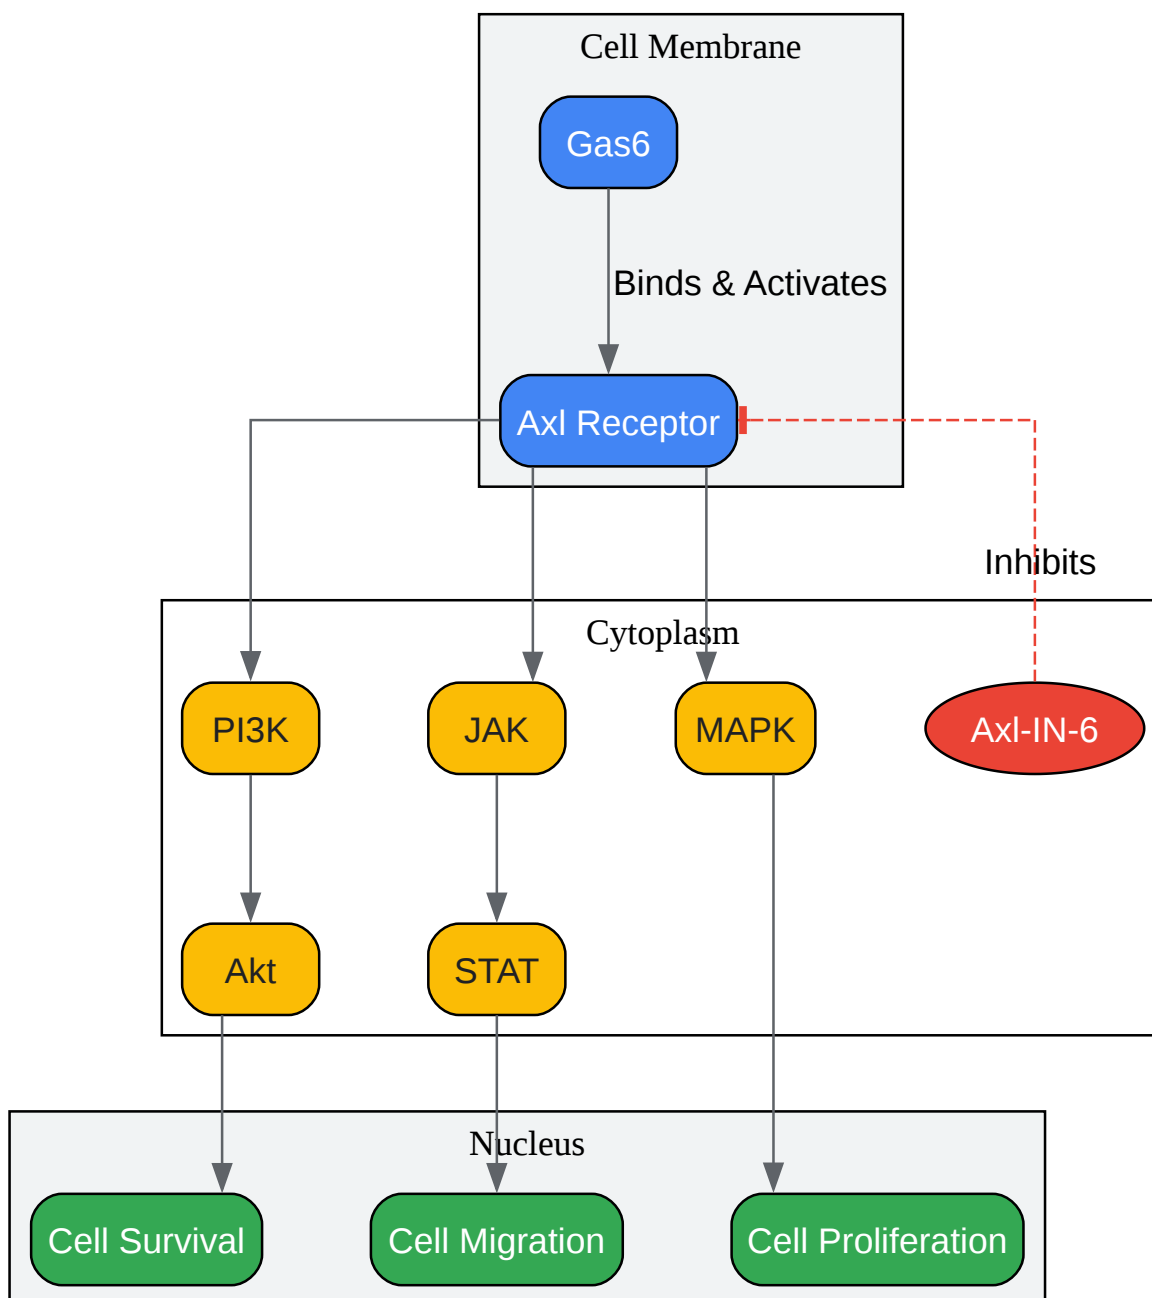 Cell Membrane
Gas6
Binds & Activates
Axl Receptor
Inhibits
Cytoplasm
PI3K
JAK
MAPK
Axl-IN-6
Akt
STAT
Nucleus
Cell Survival
Cell Migration
Cell Proliferation